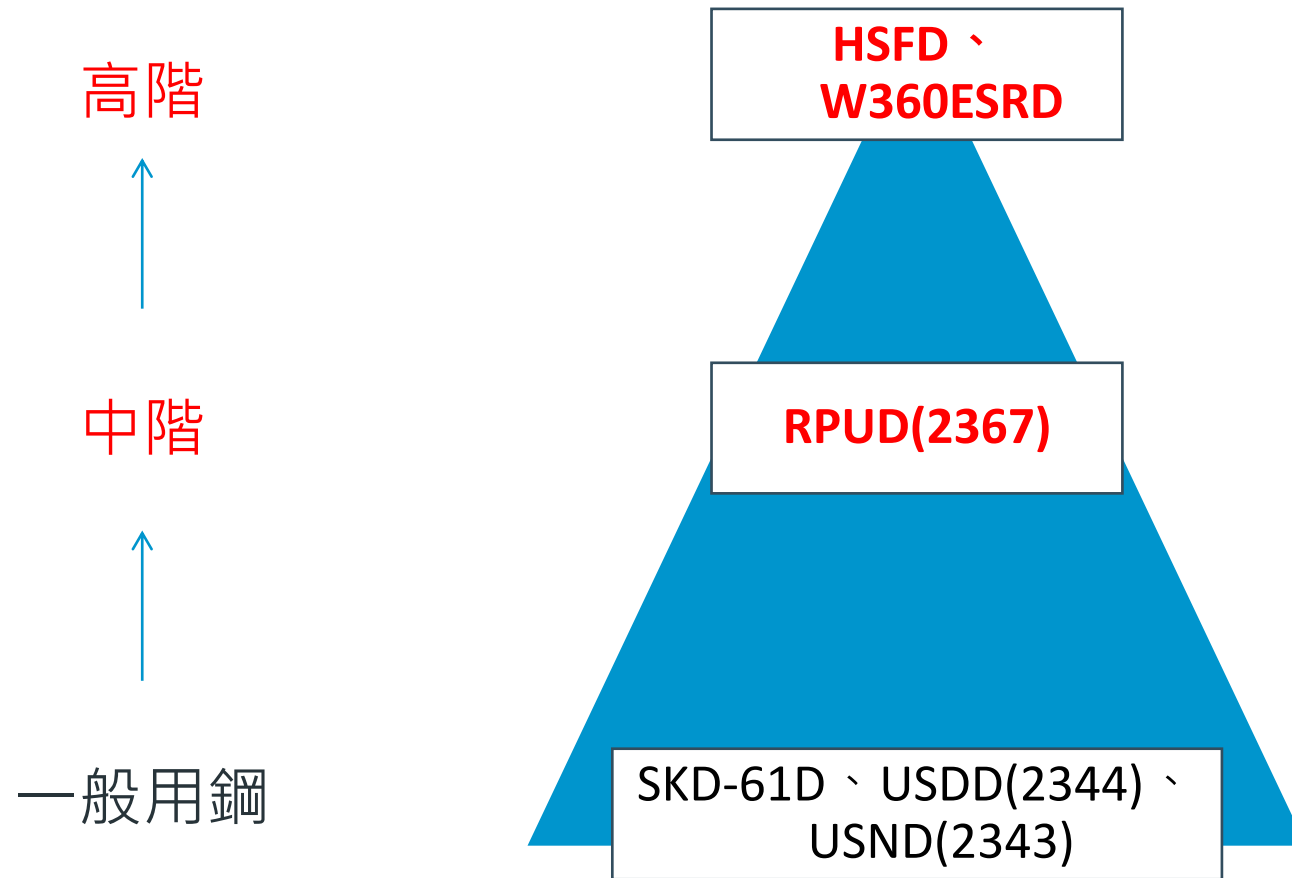 高階
HSFD、
W360ESRD
中階
RPUD(2367)
一般用鋼
SKD-61D、USDD(2344)、
USND(2343)